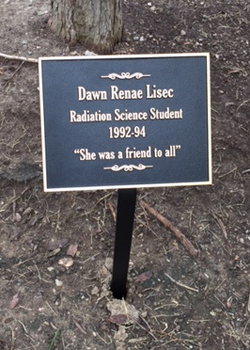 Dawn Renae Lisec
Radiation Science Student
1992-94
“She was a friend to all”